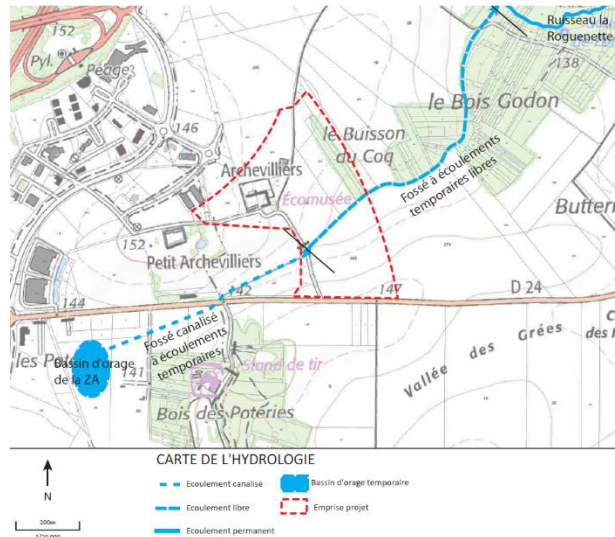 152
Pyl.
Péage
146
Ruisseau la
Roguenette
138
le Bois Godon
le Buisson
du Coq
Archevilliers
Écomusée
Fossé à écoulements
temporaires libres
Butter
152
Petit Archevilliers
D 24
147
142
144
Fossé canalisé
à écoulements
temporaires
les Poteries
Bassin d'orage
de la ZA
141
Stand de tir
Bois des Poteries
Vallée des Grées
CARTE DE L'HYDROLOGIE
N
200m
Ecoulement canalisé
Bassin d'orage temporaire
Ecoulement libre
Emprise projet
Ecoulement permanent